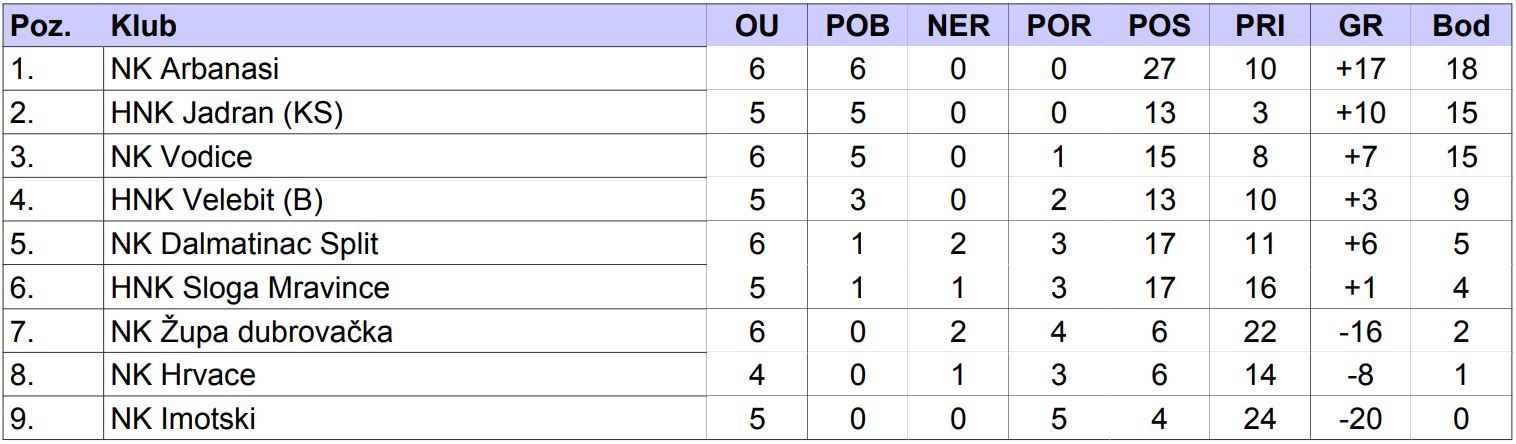 Poz. Klub OU POB NER POR POS PRI GR Bod
1. NK Arbanasi 6 6 0 0 27 10 +17 18
2. HNK Jadran (KS) 5 5 0 0 13 3 +10 15
3. NK Vodice 6 5 0 1 15 8 +7 15
4. HNK Velebit (B) 5 3 0 2 13 10 +3 9
5. NK Dalmatinac Split 6 1 2 3 17 11 +6 5
6. HNK Sloga Mravince 5 1 1 3 17 16 +1 4
7. NK Župa dubrovačka 6 0 2 4 6 22 -16 2
8. NK Hrvace 4 0 1 3 6 14 -8 1
9. NK Imotski 5 0 0 5 4 24 -20 0